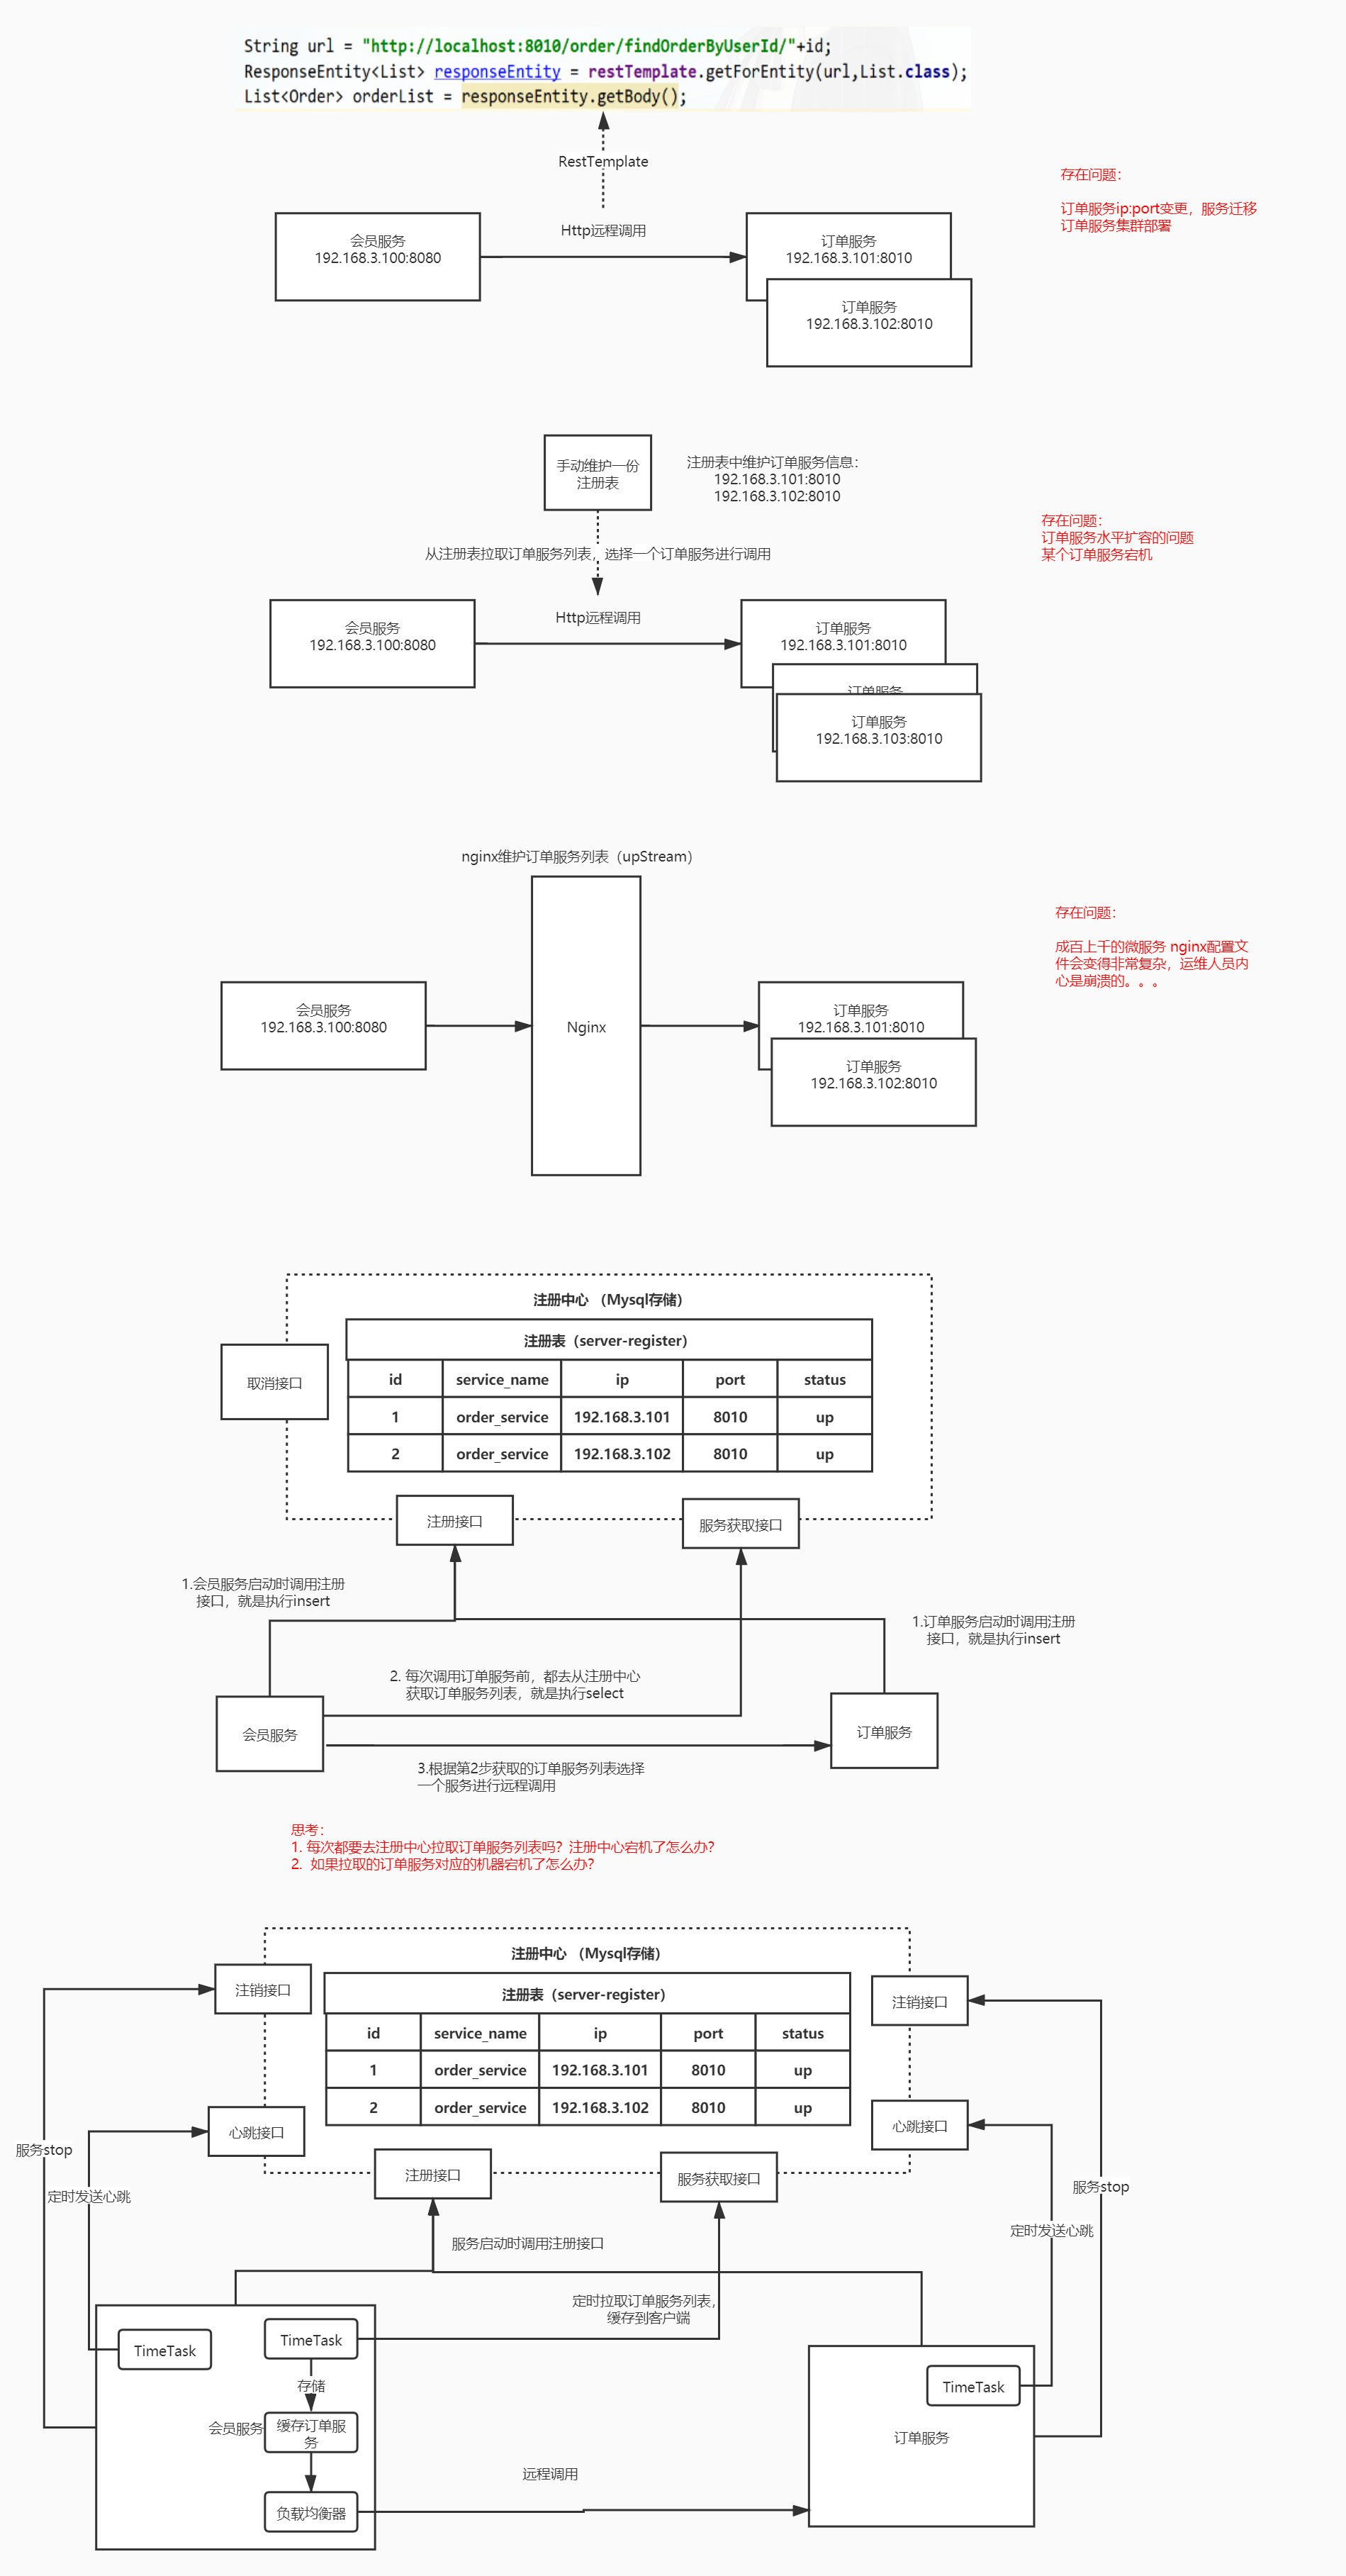 String url = "http://localhost:8010/order/findOrderByUserId/"+id;
ResponseEntity<List> responseEntity = restTemplate.getForEntity(url,List.class);
List<Order> orderList = responseEntity.getBody();
RestTemplate
存在问题：
订单服务ip:port变更，服务迁移
订单服务集群部署
Http远程调用
会员服务
192.168.3.100:8080
订单服务
192.168.3.101:8010
订单服务
192.168.3.102:8010
手动维护一份
注册表
注册表中维护订单服务信息：
192.168.3.101:8010
192.168.3.102:8010
存在问题：
订单服务水平扩容的问题
某个订单服务宕机
从注册表拉取订单服务列表，选择一个订单服务进行调用
Http远程调用
会员服务
192.168.3.100:8080
订单服务
192.168.3.101:8010
订单服务
订单服务
192.168.3.103:8010
nginx维护订单服务列表（upStream）
存在问题：
成百上千的微服务 nginx配置文
件会变得非常复杂，运维人员内
心是崩溃的。。。
会员服务
192.168.3.100:8080
Nginx
订单服务
192.168.3.101:8010
订单服务
192.168.3.102:8010
注册中心 （Mysql存储）
注册表（server-register）
取消接口
id service_name ip port status
1 order_service 192.168.3.101 8010 up
2 order_service 192.168.3.102 8010 up
注册接口
服务获取接口
1.会员服务启动时调用注册
接口，就是执行insert
1.订单服务启动时调用注册
接口，就是执行insert
2. 每次调用订单服务前，都去从注册中心
获取订单服务列表，就是执行select
会员服务
订单服务
3.根据第2步获取的订单服务列表选择
一个服务进行远程调用
思考：
1. 每次都要去注册中心拉取订单服务列表吗？注册中心宕机了怎么办？
2. 如果拉取的订单服务对应的机器宕机了怎么办？
注册中心 （Mysql存储）
注册表（server-register）
注销接口
注销接口
id service_name ip port status
1 order_service 192.168.3.101 8010 up
2 order_service 192.168.3.102 8010 up
心跳接口
心跳接口
服务stop
注册接口
服务获取接口
服务stop
定时发送心跳
定时发送心跳
服务启动时调用注册接口
定时拉取订单服务列表，
缓存到客户端
TimeTask
TimeTask
存储
会员服务
缓存订单服
务
负载均衡器
远程调用
TimeTask
订单服务